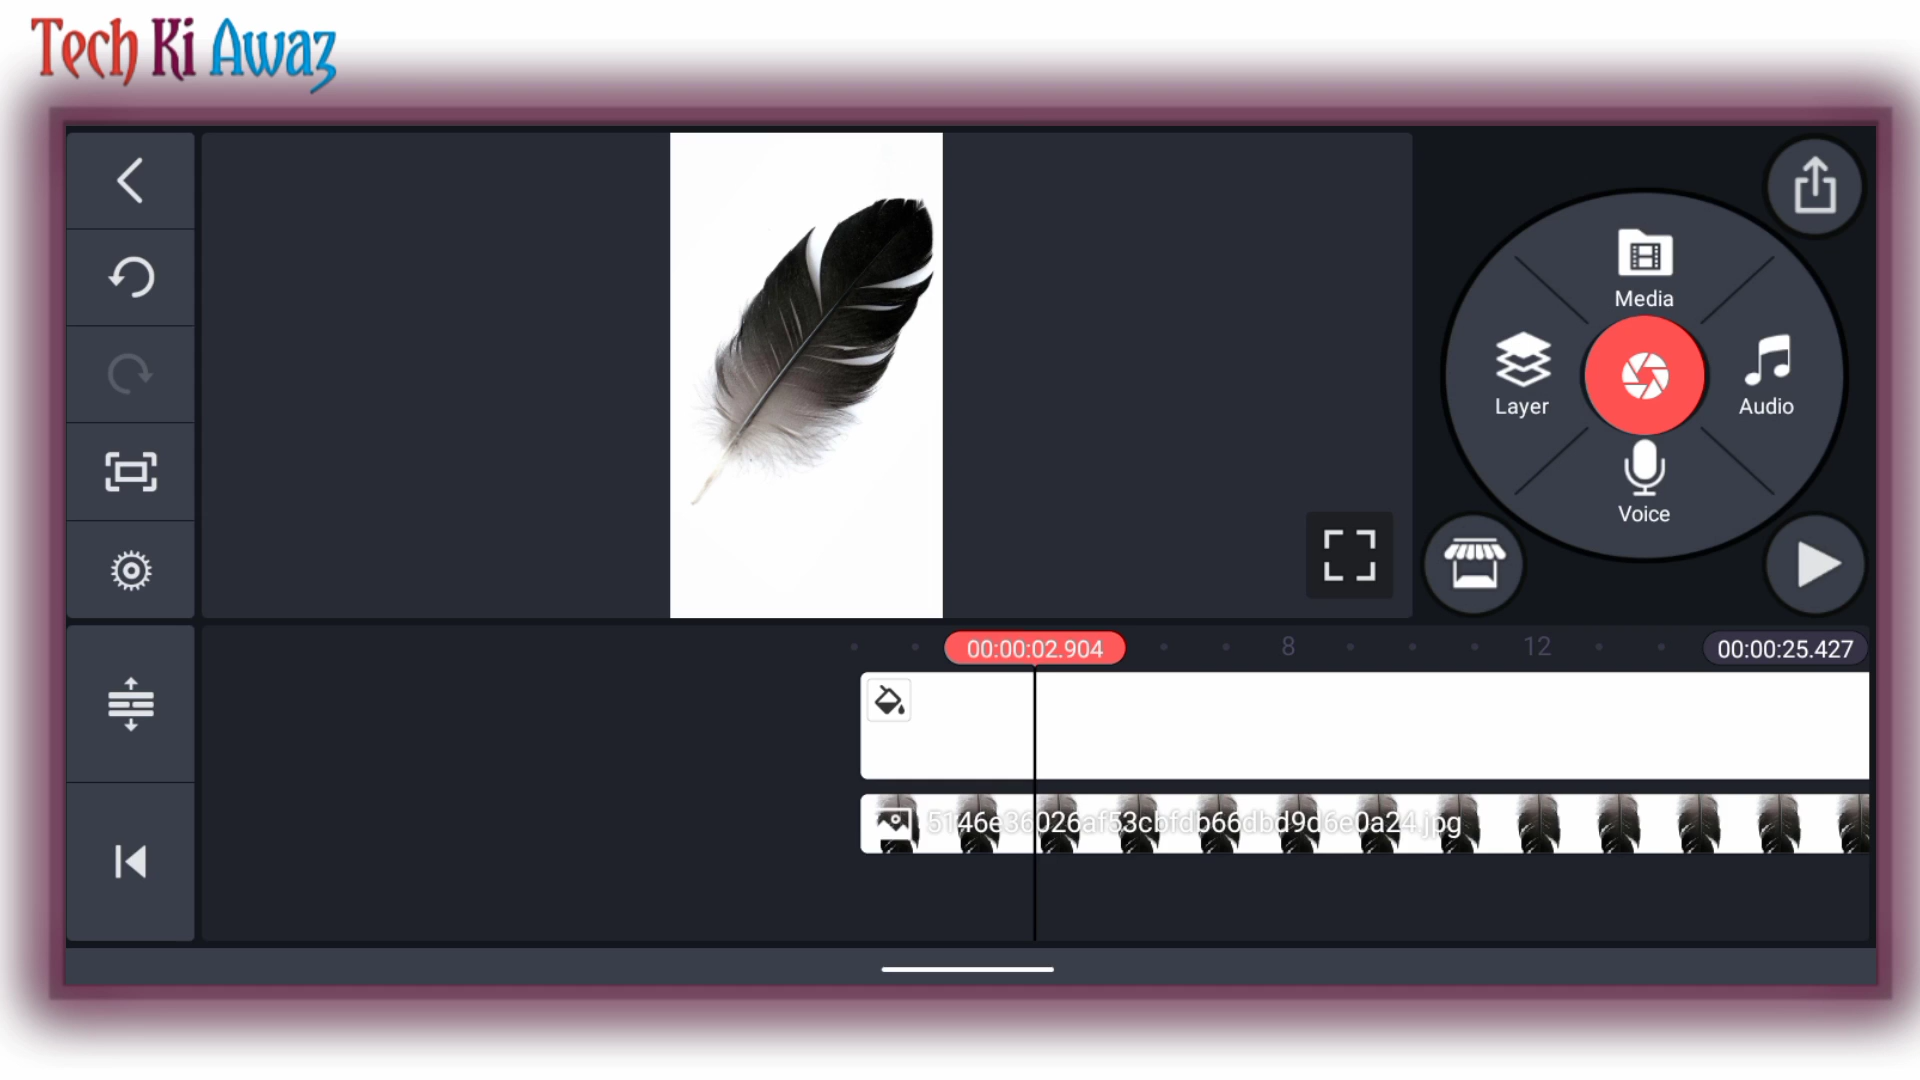 Tech Ki Awaz
Media
Layer
Audio
Voice
00:00:02.904
8
12
00:00:25.427
5146e36026af53cbfdb66dbd9d6e0a24.jpg